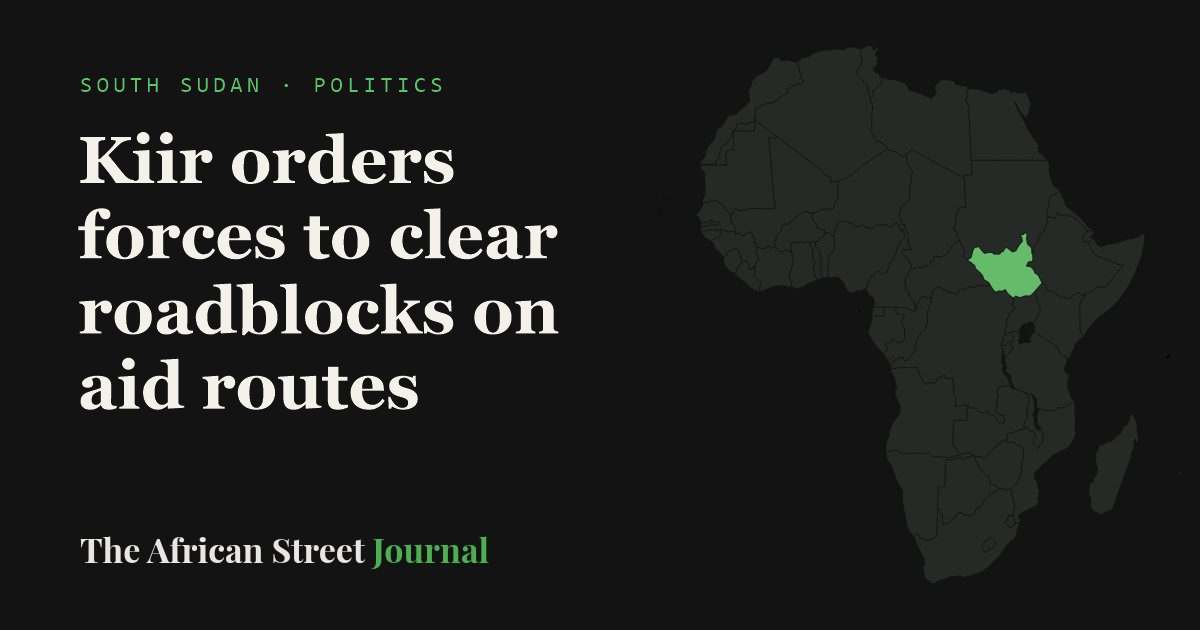 SOUTH SUDAN · POLITICS
Kiir orders
forces to clear
roadblocks on
aid routes
The African Street Journal